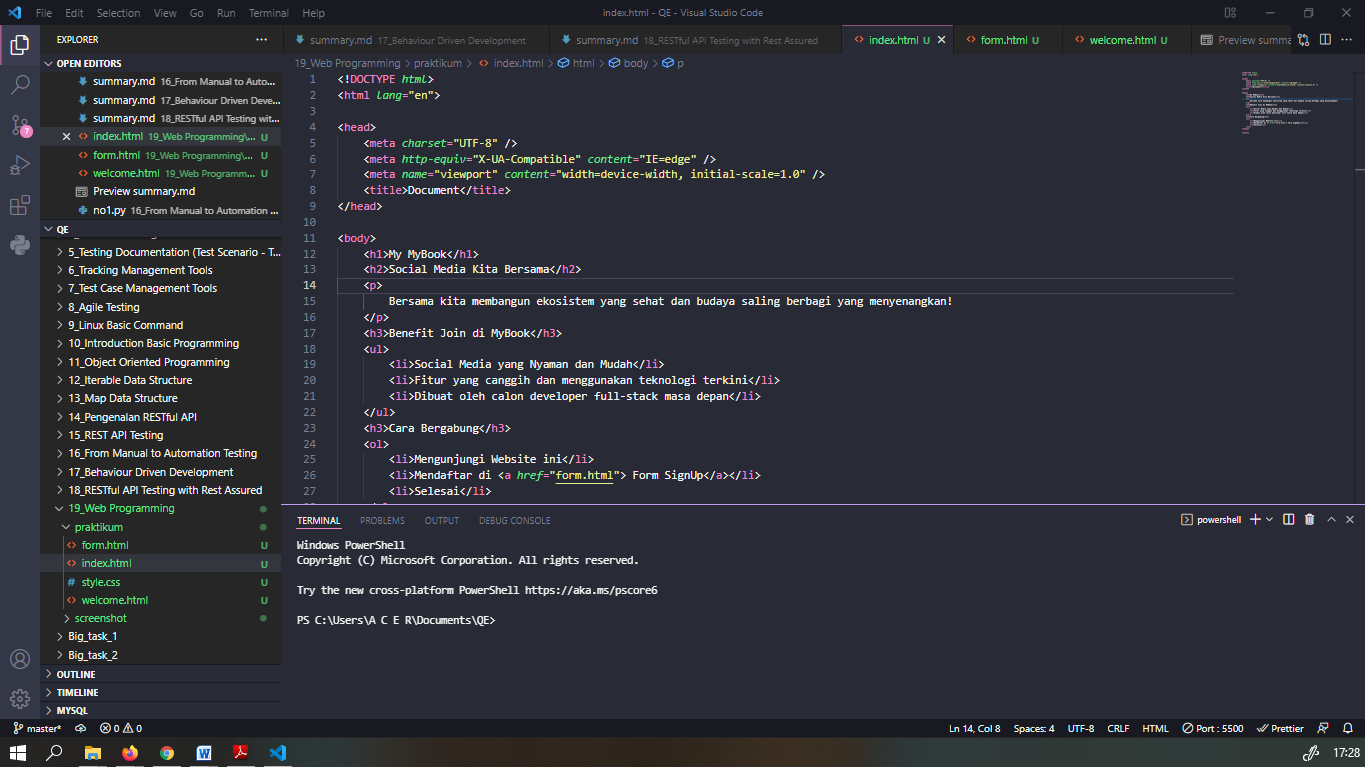 File Edit Selection View Go Run Terminal Help
index.html - QE - Visual Studio Code
EXPLORER
summary.md 17_Behaviour Driven Development
summary.md 18_RESTful API Testing with Rest Assured
index.html U
form.html U
welcome.html U
Preview summa
OPEN EDITORS
summary.md 16_From Manual to Auto...
summary.md 17_Behaviour Driven Deve...
summary.md 18_RESTful API Testing wit...
index.html 19_Web Programming\... U
form.html 19_Web Programming\... U
welcome.html 19_Web Programm... U
Preview summary.md
no1.py 16_From Manual to Automation ...
7
QE
5_Testing Documentation (Test Scenario - T...
6_Tracking Management Tools
7_Test Case Management Tools
8_Agile Testing
9_Linux Basic Command
10_Introduction Basic Programming
11_Object Oriented Programming
12_Iterable Data Structure
13_Map Data Structure
14_Pengenalan RESTful API
15_REST API Testing
16_From Manual to Automation Testing
17_Behaviour Driven Development
18_RESTful API Testing with Rest Assured
19_Web Programming
praktikum
form.html U
index.html U
# style.css U
welcome.html U
screenshot
Big_task_1
Big_task_2
OUTLINE
TIMELINE
MYSQL
19_Web Programming > praktikum > index.html > html > body > p
1 <!DOCTYPE html>
2 <html lang="en">
3
4 <head>
5 <meta charset="UTF-8" />
6 <meta http-equiv="X-UA-Compatible" content="IE=edge" />
7 <meta name="viewport" content="width=device-width, initial-scale=1.0" />
8 <title>Document</title>
9 </head>
10
11 <body>
12 <h1>My MyBook</h1>
13 <h2>Social Media Kita Bersama</h2>
14 <p>
15 Bersama kita membangun ekosistem yang sehat dan budaya saling berbagi yang menyenangkan!
16 </p>
17 <h3>Benefit Join di MyBook</h3>
18 <ul>
19 <li>Social Media yang Nyaman dan Mudah</li>
20 <li>Fitur yang canggih dan menggunakan teknologi terkini</li>
21 <li>Dibuat oleh calon developer full-stack masa depan</li>
22 </ul>
23 <h3>Cara Bergabung</h3>
24 <ol>
25 <li>Mengunjungi Website ini</li>
26 <li>Mendaftar di <a href="form.html"> Form SignUp</a></li>
27 <li>Selesai</li>
TERMINAL PROBLEMS OUTPUT DEBUG CONSOLE
powershell
Windows PowerShell
Copyright (C) Microsoft Corporation. All rights reserved.
Try the new cross-platform PowerShell https://aka.ms/pscore6
PS C:\Users\A C E R\Documents\QE>
master* 0 0
Ln 14, Col 8 Spaces: 4 UTF-8 CRLF HTML Port : 5500 Prettier
17:28